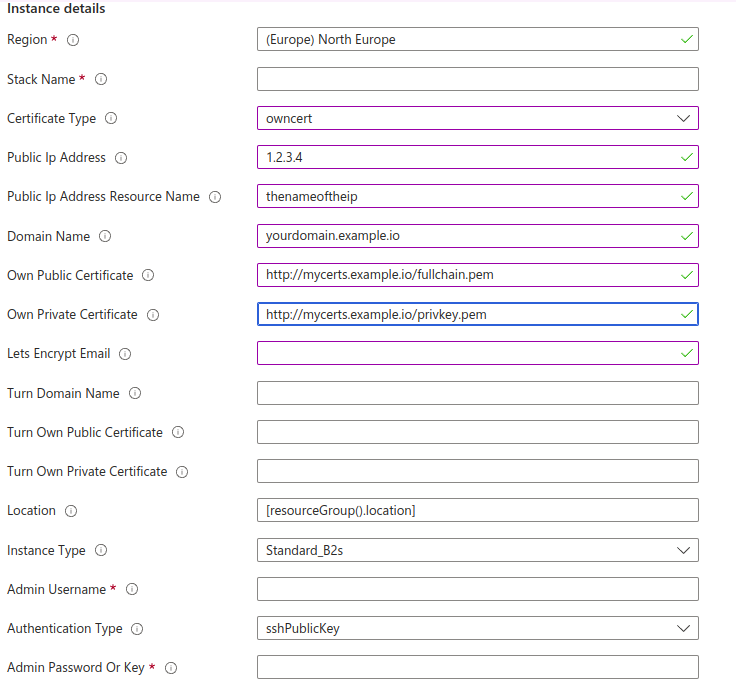 Instance details
Region *
(Europe) North Europe
Stack Name *
Certificate Type
owncert
Public Ip Address
1.2.3.4
Public Ip Address Resource Name
thenameoftheip
Domain Name
yourdomain.example.io
Own Public Certificate
http://mycerts.example.io/fullchain.pem
Own Private Certificate
http://mycerts.example.io/privkey.pem
Lets Encrypt Email
Turn Domain Name
Turn Own Public Certificate
Turn Own Private Certificate
Location
[resourceGroup().location]
Instance Type
Standard_B2s
Admin Username *
Authentication Type
sshPublicKey
Admin Password Or Key *